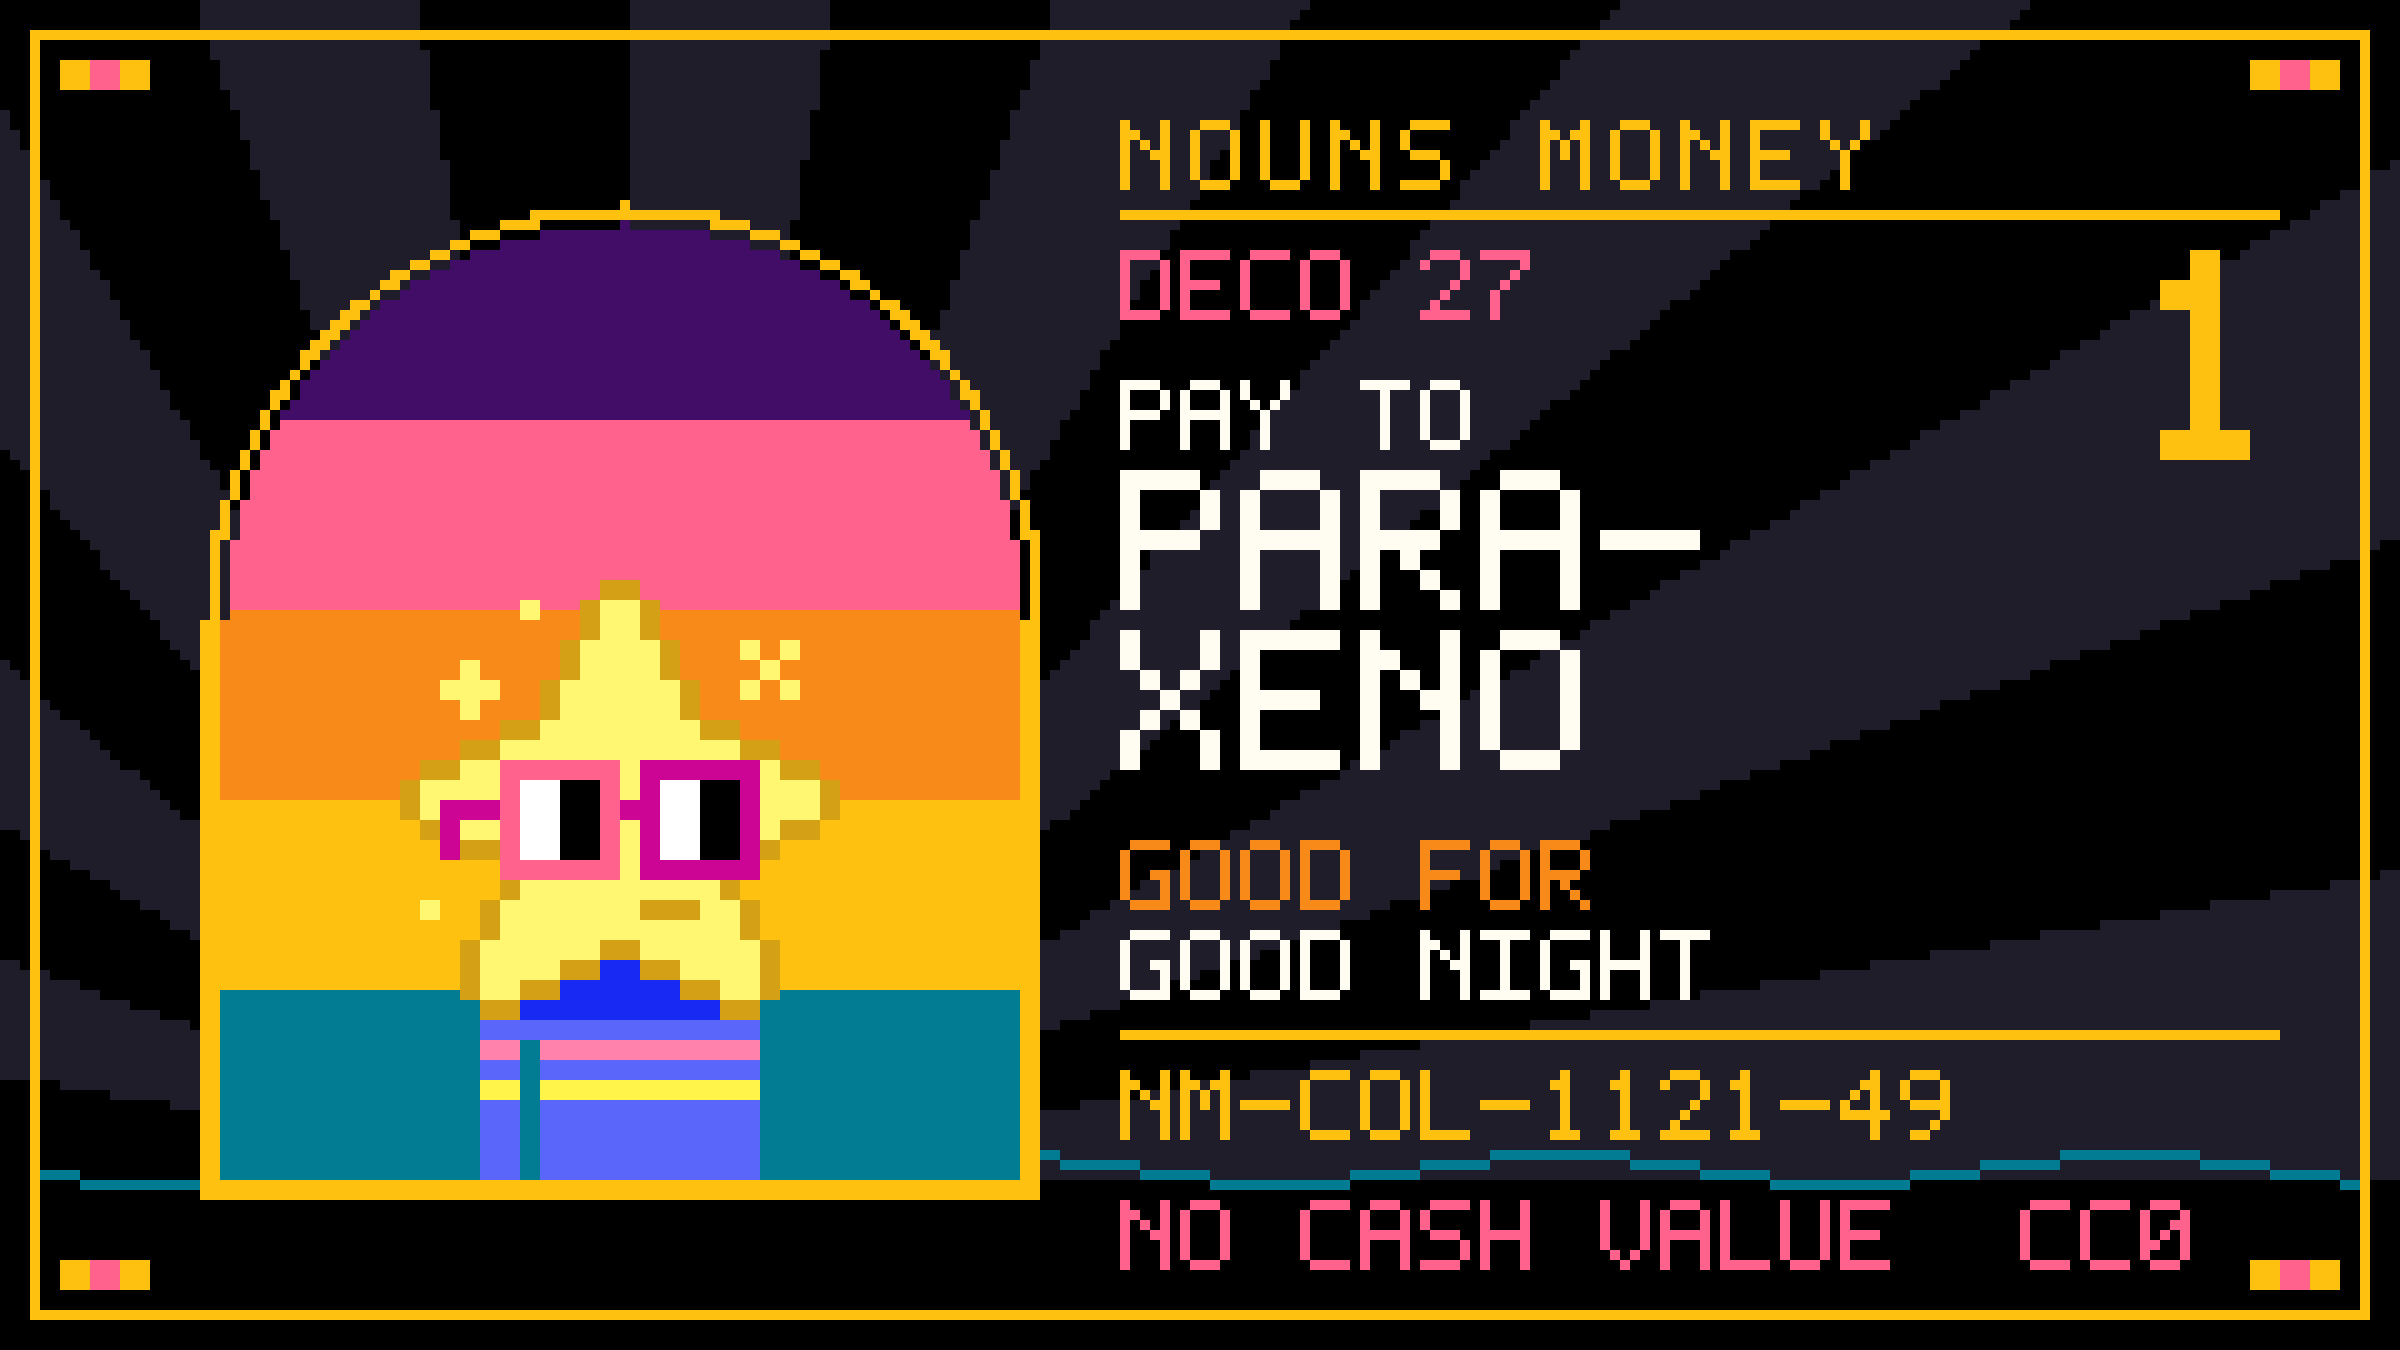 NOUNS MONEY
DECO 27
1
PAY TO
PARA-
XENO
GOOD FOR
GOOD NIGHT
NM-COL-1121-49
NO CASH VALUE CC0